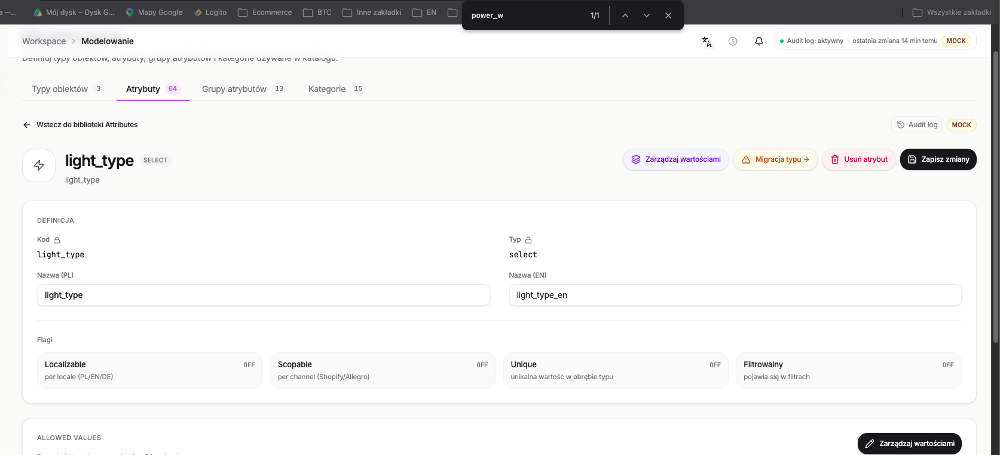 Mój dysk – Dysk G...
Mapy Google
Logito
Ecommerce
BTC
Inne zakładki
EN
Wszystkie zakładki
power_w
1/1
Workspace > Modelowanie
PL
Audit log: aktywny · ostatnia zmiana 14 min temu MOCK
Definiuj typy obiektów, atrybuty, grupy atrybutów i kategorie używane w katalogu.
Typy obiektów 3
Atrybuty 64
Grupy atrybutów 13
Kategorie 15
← Wstecz do biblioteki Attributes
Audit log
MOCK
light_type SELECT
light_type
Zarządzaj wartościami
Migracja typu →
Usuń atrybut
Zapisz zmiany
DEFINICJA
Kod
light_type
Typ
select
Nazwa (PL)
light_type
Nazwa (EN)
light_type_en
Flagi
Localizable OFF
per locale (PL/EN/DE)
Scopable OFF
per channel (Shopify/Allegro)
Unique OFF
unikalna wartość w obrębie typu
Filtrowalny OFF
pojawia się w filtrach
ALLOWED VALUES
Zarządzaj wartościami